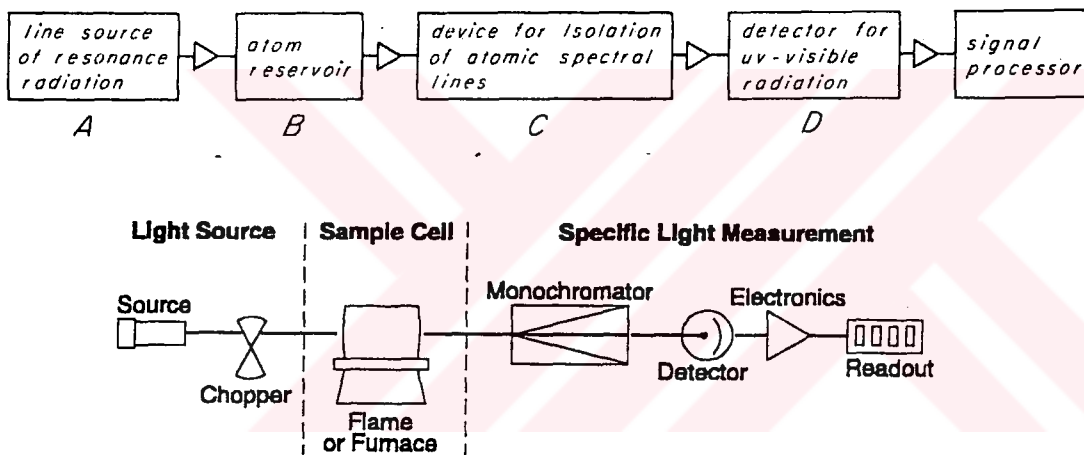 line source
of resonance
radiation
atom
reservoir
device for Isolation
of atomic spectral
lines
detector for
uv-visible
radiation
signal
processor
A
B
C
D
Light Source
Sample Cell
Specific Light Measurement
Source
Chopper
Flame
or Furnace
Monochromator
Detector
Electronics
Readout